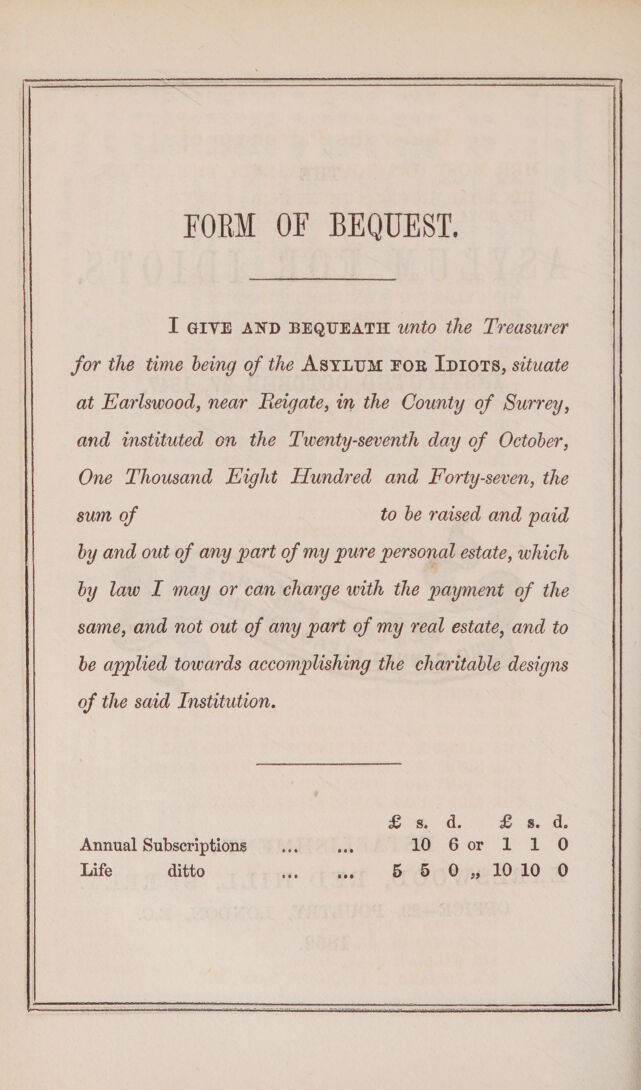 FORM OF BEQUEST.
I GIVE AND BEQUEATH unto the Treasurer
for the time being of the ASYLUM FOR IDIOTS, situate
at Earlswood, near Reigate, in the County of Surrey,
and instituted on the Twenty-seventh day of October,
One Thousand Eight Hundred and Forty-seven, the
sum of to be raised and paid
by and out of any part of my pure personal estate, which
by law I may or can charge with the payment of the
same, and not out of any part of my real estate, and to
be applied towards accomplishing the charitable designs
of the said Institution.
£ s. d. £ s. d.
Annual Subscriptions ... ... 10 6 or 1 1 0
Life ditto ... ... 5 5 0 „ 10 10 0